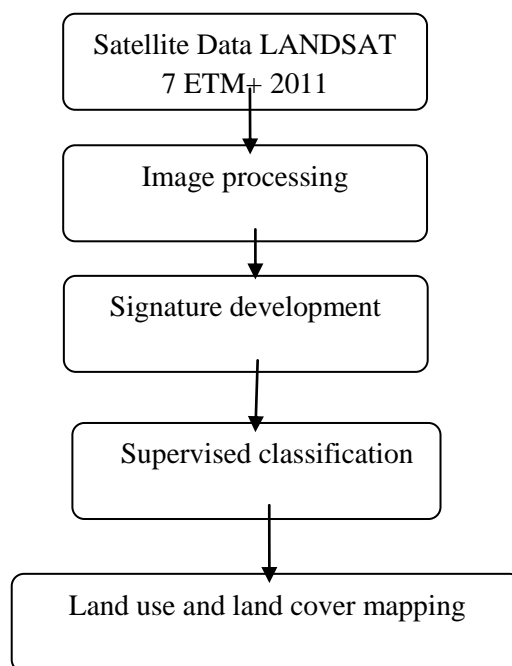 Satellite Data LANDSAT
7 ETM+ 2011
Image processing
Signature development
Supervised classification
Land use and land cover mapping